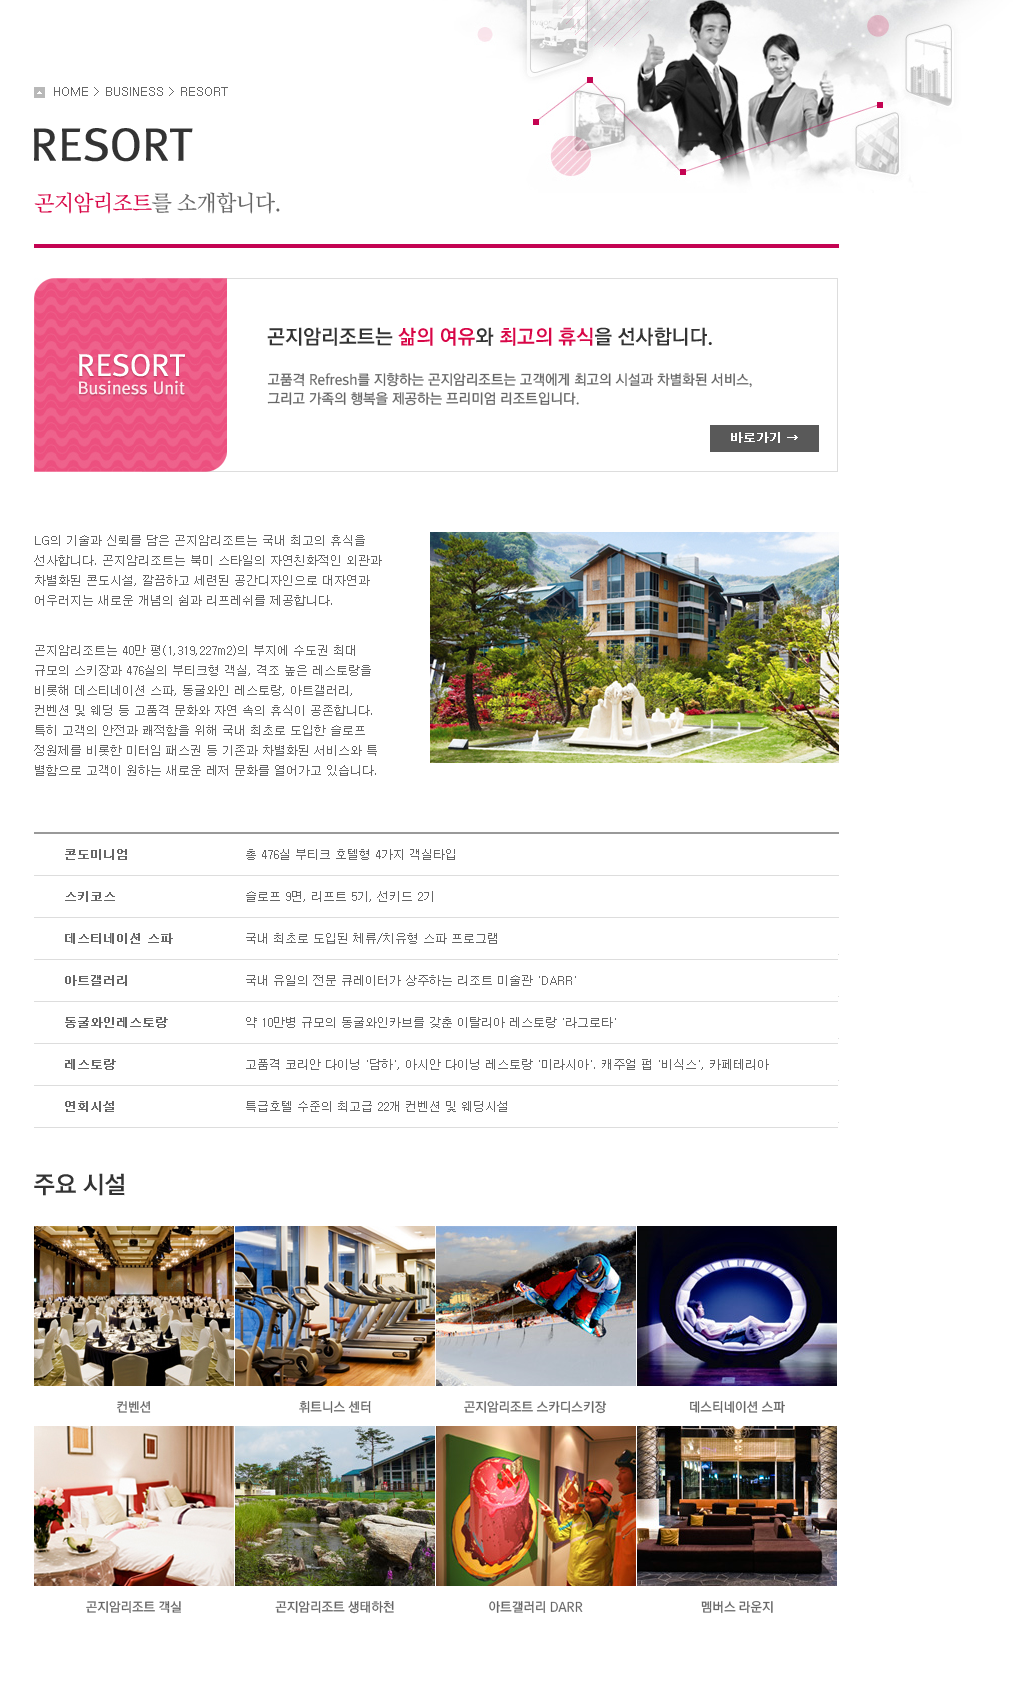 HOME > BUSINESS > RESORT
RESORT
곤지암리조트를 소개합니다.
RESORT
Business Unit
곤지암리조트는 삶의 여유와 최고의 휴식을 선사합니다.
고품격 Refresh를 지향하는 곤지암리조트는 고객에게 최고의 시설과 차별화된 서비스,
그리고 가족의 행복을 제공하는 프리미엄 리조트입니다.
바로가기 →
LG의 기술과 신뢰를 담은 곤지암리조트는 국내 최고의 휴식을
선사합니다. 곤지암리조트는 북미 스타일의 자연친화적인 외관과
차별화된 콘도시설, 깔끔하고 세련된 공간디자인으로 대자연과
어우러지는 새로운 개념의 쉼과 리프레쉬를 제공합니다.
곤지암리조트는 40만 평(1,319,227m2)의 부지에 수도권 최대
규모의 스키장과 476실의 부티크형 객실, 격조 높은 레스토랑을
비롯해 데스티네이션 스파, 동굴와인 레스토랑, 아트갤러리,
컨벤션 및 웨딩 등 고품격 문화와 자연 속의 휴식이 공존합니다.
특히 고객의 안전과 쾌적함을 위해 국내 최초로 도입한 슬로프
정원제를 비롯한 미터임 패스권 등 기존과 차별화된 서비스와 특
별함으로 고객이 원하는 새로운 레저 문화를 열어가고 있습니다.
콘도미니엄 총 476실 부티크 호텔형 4가지 객실타입
스키코스 슬로프 9면, 리프트 5기, 선키드 2기
데스티네이션 스파 국내 최초로 도입된 체류/치유형 스파 프로그램
아트갤러리 국내 유일의 전문 큐레이터가 상주하는 리조트 미술관 'DARR'
동굴와인레스토랑 약 10만병 규모의 동굴와인카브를 갖춘 이탈리아 레스토랑 '라그로타'
레스토랑 고품격 코리안 다이닝 '담하', 아시안 다이닝 레스토랑 '미라시아'. 캐주얼 펍 '비식스', 카페테리아
연회시설 특급호텔 수준의 최고급 22개 컨벤션 및 웨딩시설
주요 시설
컨벤션
휘트니스 센터
곤지암리조트 스카디스키장
데스티네이션 스파
곤지암리조트 객실
곤지암리조트 생태하천
아트갤러리 DARR
멤버스 라운지